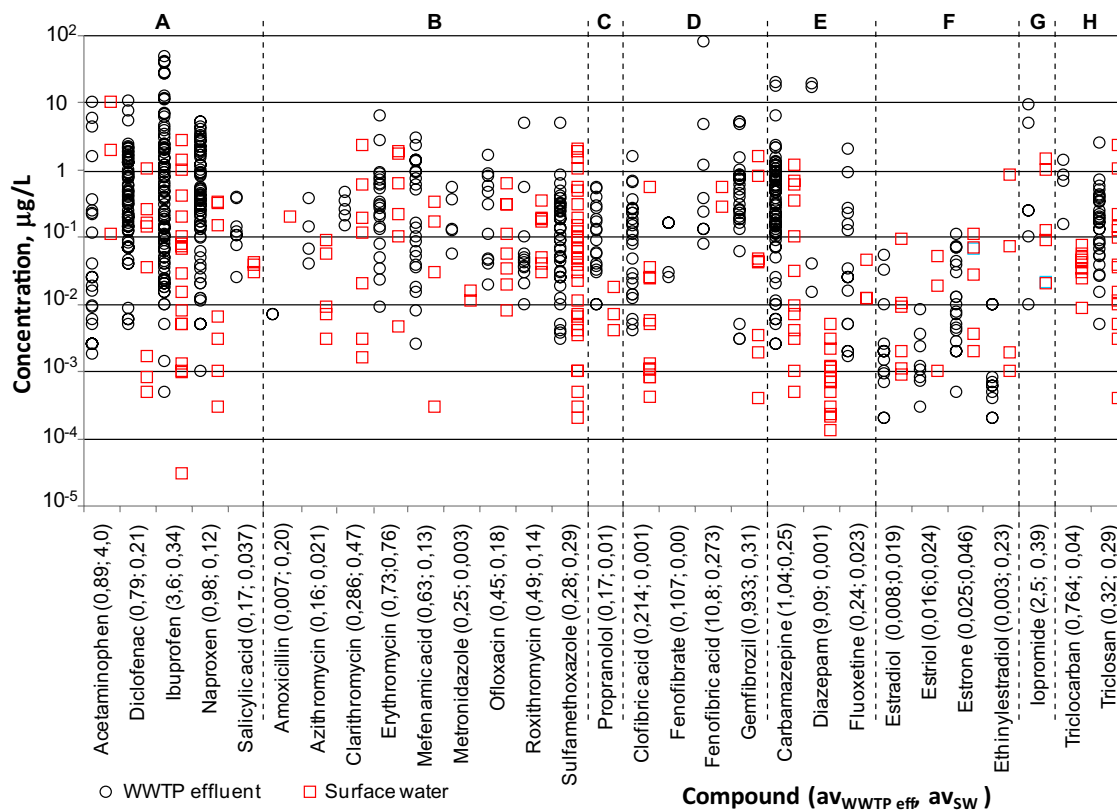 A B C D E F G H
10²
10
1
10⁻¹
10⁻²
10⁻³
10⁻⁴
10⁻⁵
Concentration, µg/L
Acetaminophen (0,89; 4,0)
Diclofenac (0,79; 0,21)
Ibuprofen (3,6; 0,34)
Naproxen (0,98; 0,12)
Salicylic acid (0,17; 0,037)
Amoxicillin (0,007; 0,20)
Azithromycin (0,16; 0,021)
Clarithromycin (0,286; 0,47)
Erythromycin (0,73; 0,76)
Mefenamic acid (0,63; 0,13)
Metronidazole (0,25; 0,003)
Ofloxacin (0,45; 0,18)
Roxithromycin (0,49; 0,14)
Sulfamethoxazole (0,28; 0,29)
Propranolol (0,17; 0,01)
Clofibric acid (0,214; 0,001)
Fenofibrate (0,107; 0,00)
Fenofibric acid (10,8; 0,273)
Gemfibrozil (0,933; 0,31)
Carbamazepine (1,04; 0,25)
Diazepam (9,09; 0,001)
Fluoxetine (0,24; 0,023)
Estradiol (0,008;0,019)
Estriol (0,016;0,024)
Estrone (0,025;0,046)
Ethinylestradiol (0,003; 0,23)
Iopromide (2,5; 0,39)
Triclocarban (0,764; 0,04)
Triclosan (0,32; 0,29)
WWTP effluent
Surface water
Compound (av_WWTP eff, av_SW )